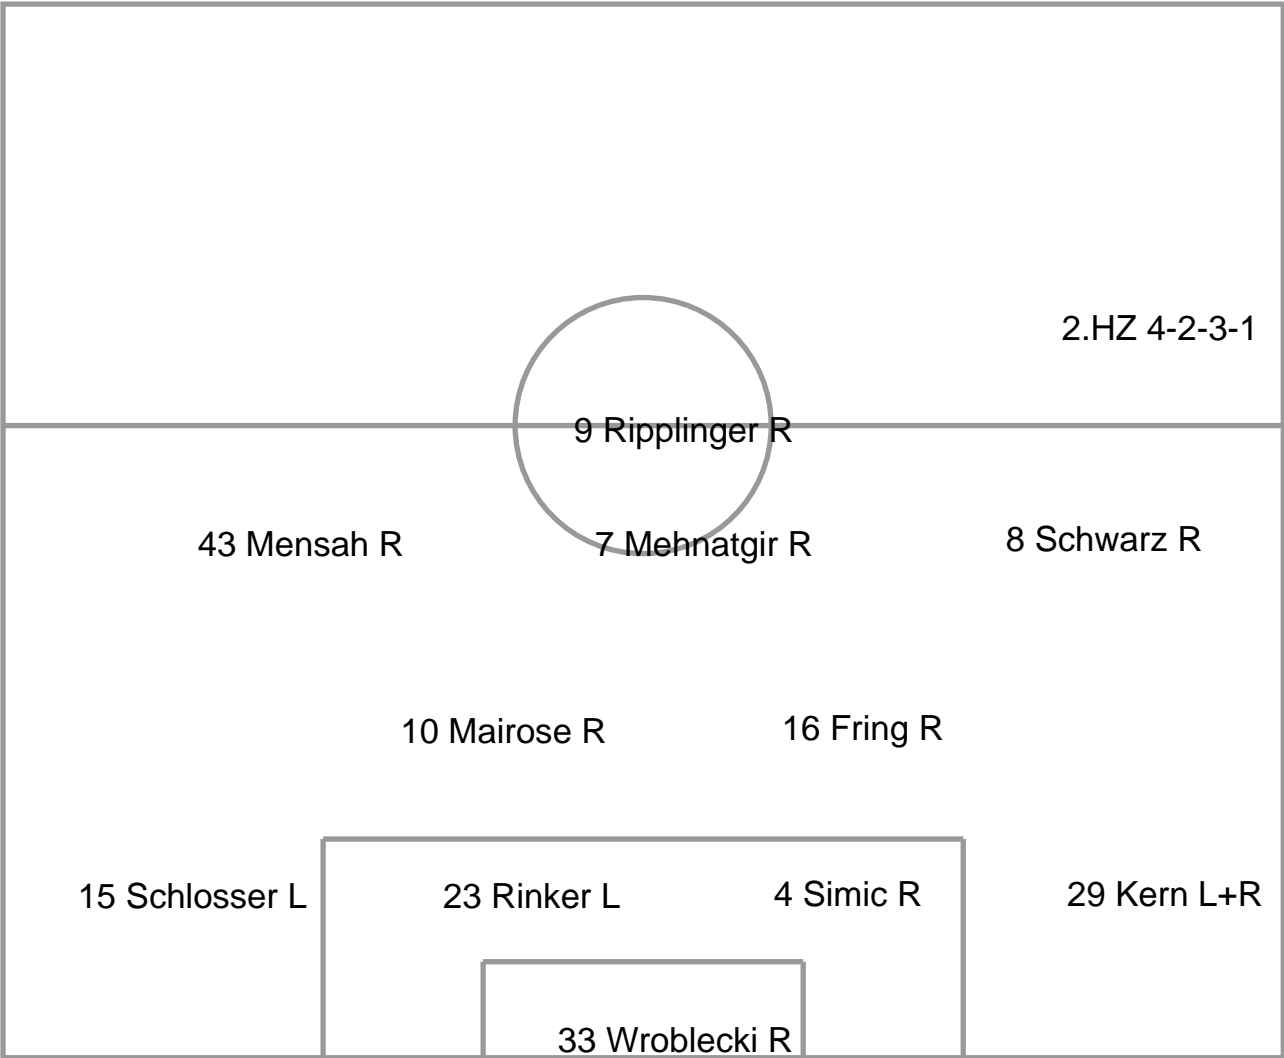 2.HZ 4-2-3-1
9 Ripplinger R
43 Mensah R
7 Mehnatgir R
8 Schwarz R
10 Mairose R
16 Fring R
15 Schlosser L
23 Rinker L
4 Simic R
29 Kern L+R
33 Wroblecki R